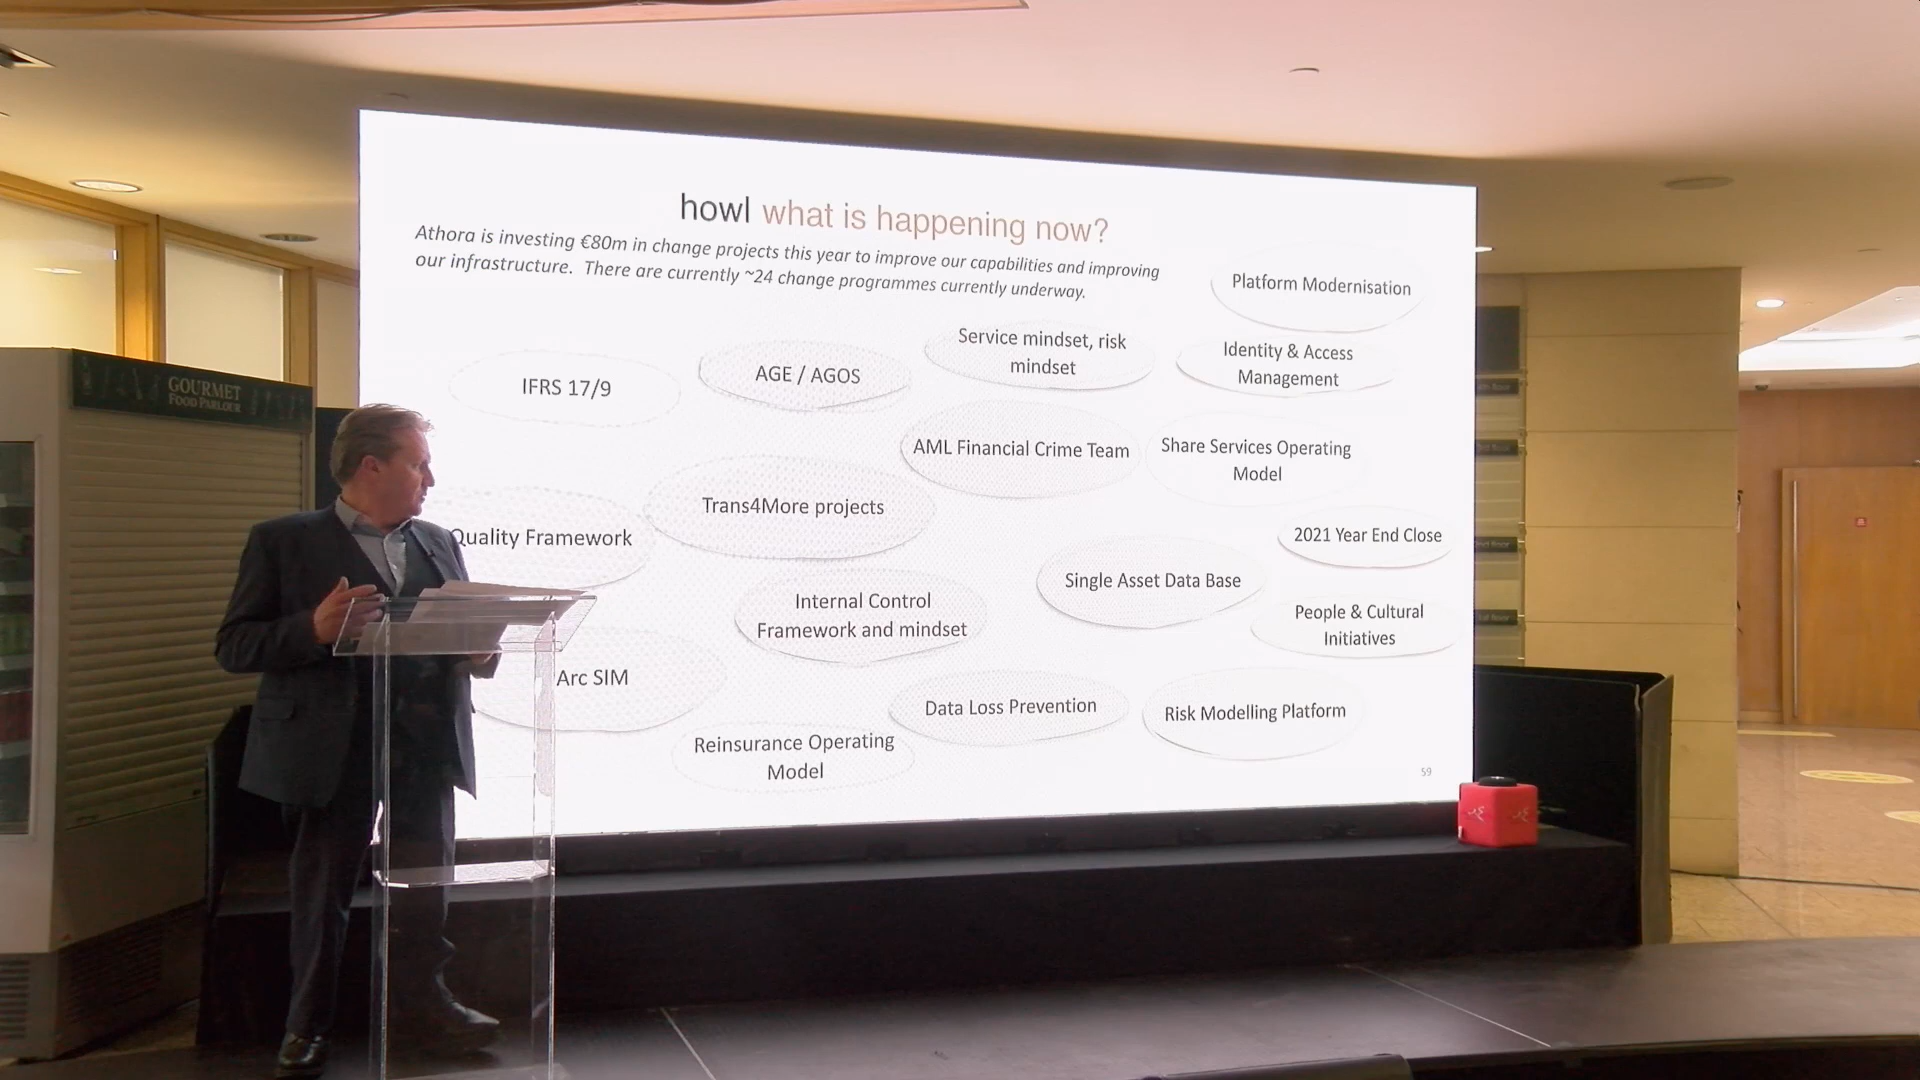 howl what is happening now?
Athora is investing €80m in change projects this year to improve our capabilities and improving
our infrastructure. There are currently ~24 change programmes currently underway.
Platform Modernisation
Service mindset, risk
mindset
Identity & Access
Management
IFRS 17/9
AGE / AGOS
GOURMET
FOOD PARLOUR
AML Financial Crime Team
Share Services Operating
Model
Trans4More projects
Quality Framework
2021 Year End Close
Single Asset Data Base
Internal Control
Framework and mindset
People & Cultural
Initiatives
Arc SIM
Data Loss Prevention
Risk Modelling Platform
Reinsurance Operating
Model
59